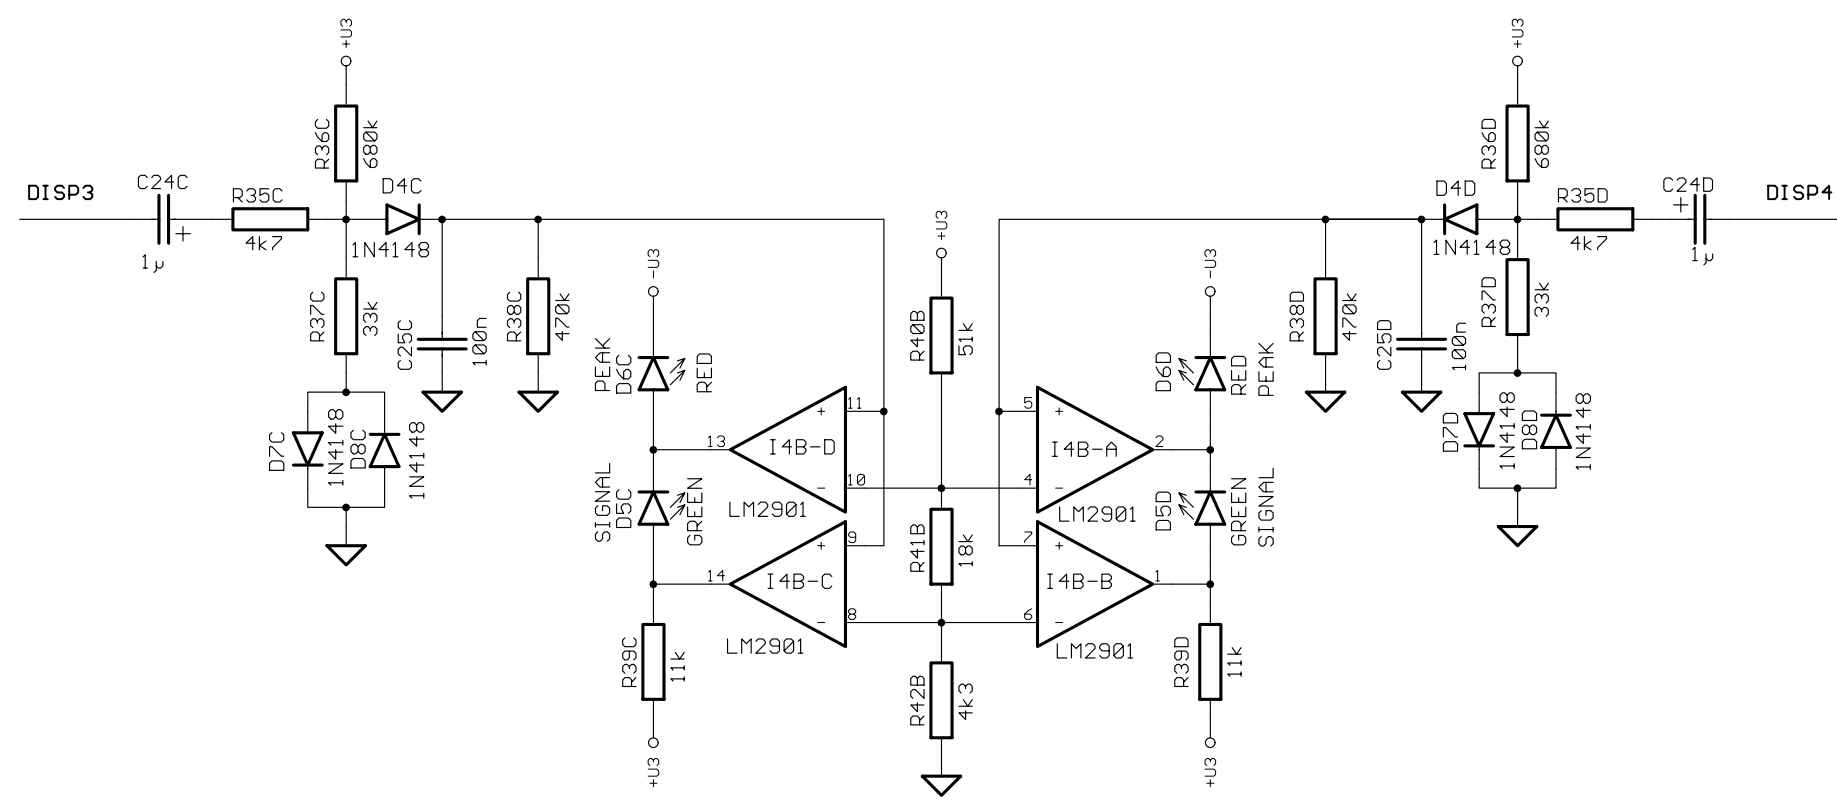 +U3
R36C
680k
DISP3
C24C
+
1µ
R35C
4k7
D4C
1N4148
R37C
33k
C25C
100n
R38C
470k
D7C
1N4148
D8C
1N4148
-U3
PEAK
D6C
RED
SIGNAL
D5C
GREEN
13
+
11
I4B-D
-
10
LM2901
14
+
9
I4B-C
-
8
LM2901
R39C
11k
+U3
+U3
R40B
51k
R41B
18k
R42B
4k3
5
+
I4B-A
2
4
-
LM2901
7
+
I4B-B
1
6
-
LM2901
-U3
D6D
RED
PEAK
D5D
GREEN
SIGNAL
R39D
11k
+U3
R38D
470k
C25D
100n
+U3
R36D
680k
D4D
1N4148
R35D
4k7
C24D
+
1µ
DISP4
R37D
33k
D7D
1N4148
D8D
1N4148